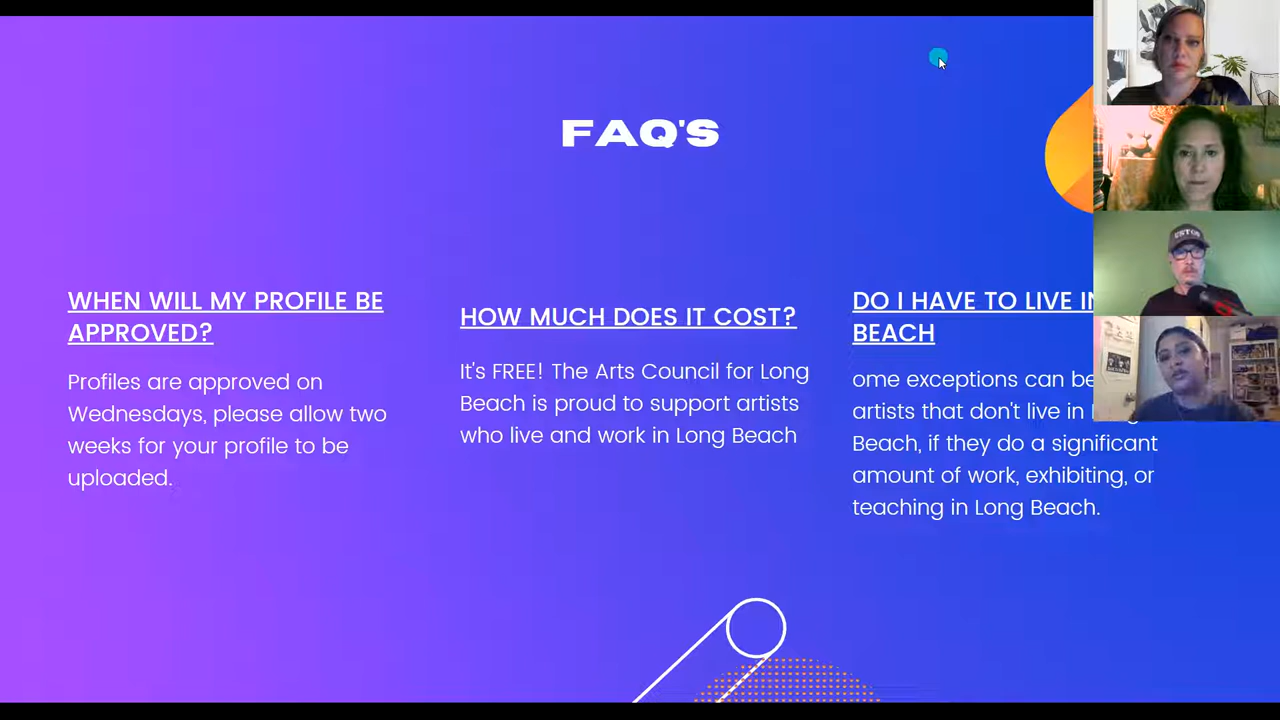 FAQ'S
WHEN WILL MY PROFILE BE
APPROVED?
Profiles are approved on
Wednesdays, please allow two
weeks for your profile to be
uploaded.
HOW MUCH DOES IT COST?
It's FREE! The Arts Council for Long
Beach is proud to support artists
who live and work in Long Beach
DO I HAVE TO LIVE IN
BEACH
ome exceptions can be
artists that don't live in
Beach, if they do a significant
amount of work, exhibiting, or
teaching in Long Beach.